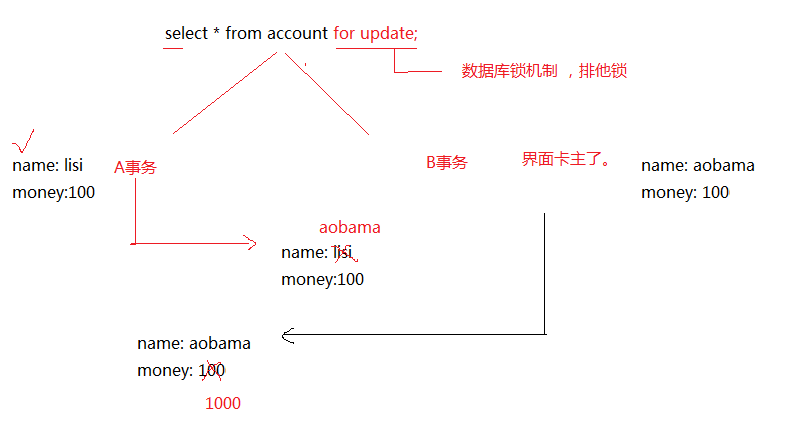 select * from account for update;
数据库锁机制 ，排他锁
name: lisi
money:100
A事务
B事务
界面卡主了。
name: aobama
money: 100
aobama
name: lisi
money:100
name: aobama
money: 100
1000